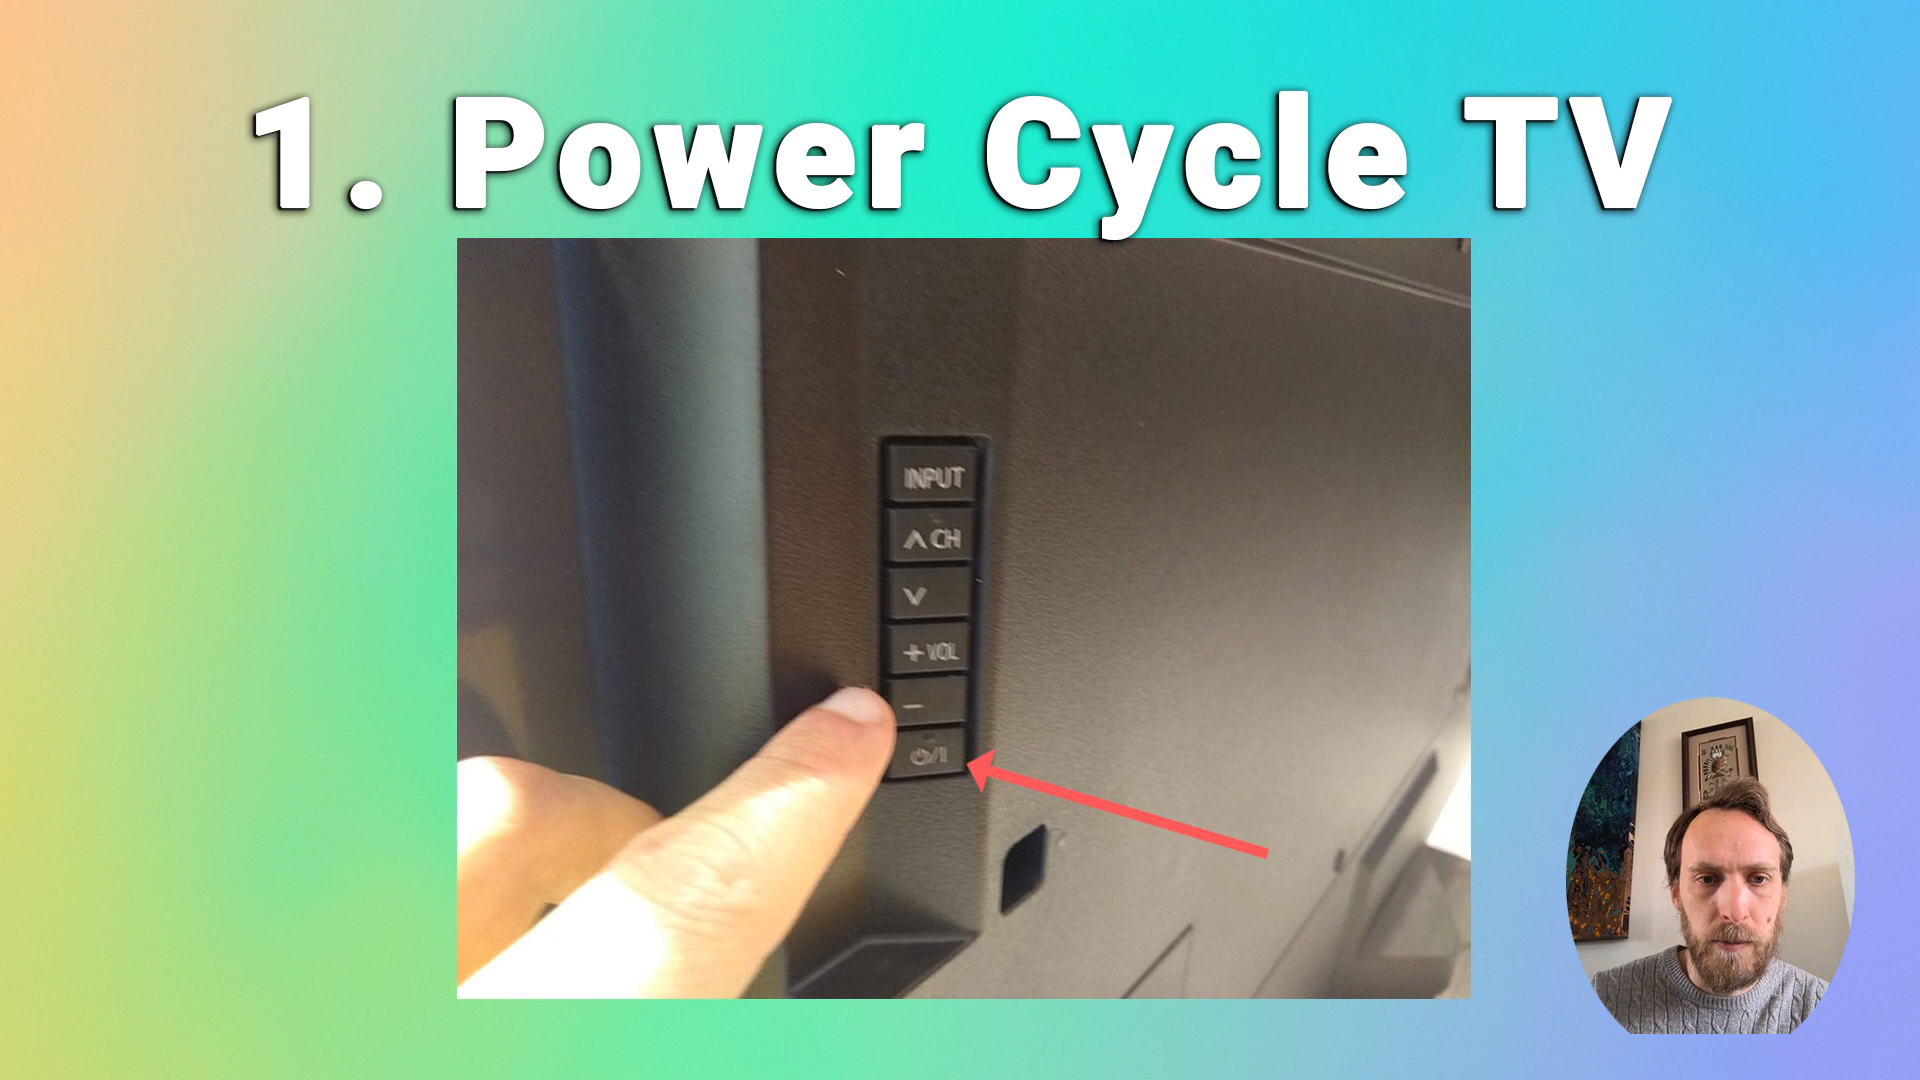 1. Power Cycle TV
INPUT
∧ CH
∨
+ VOL
−
⏻/I